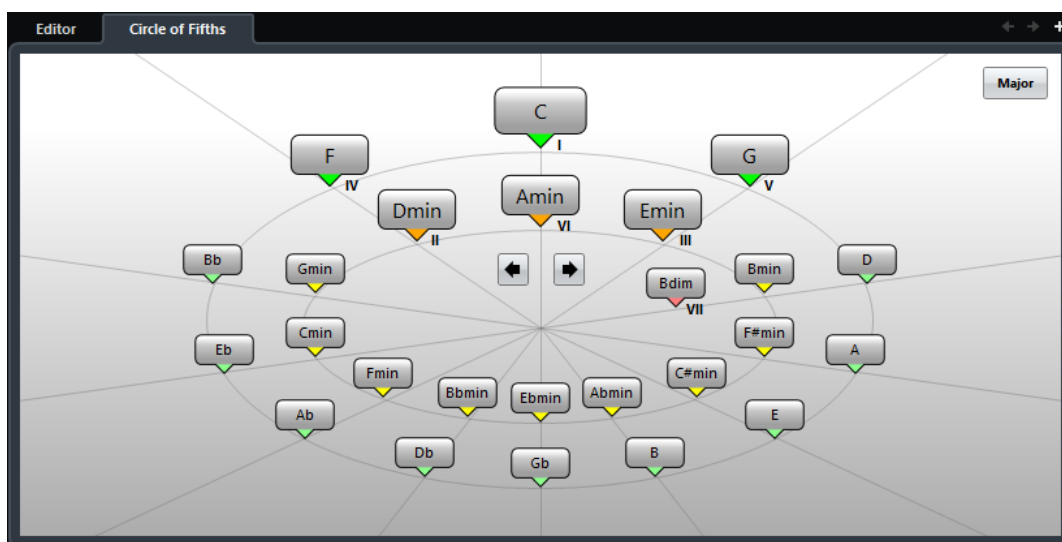 Editor
Circle of Fifths
Major
C
I
F
IV
G
V
Dmin
II
Amin
VI
Emin
III
Bb
Gmin
Bdim
VII
Bmin
D
Eb
Cmin
F#min
A
Fmin
C#min
Bbmin
Ebmin
Abmin
Ab
E
Db
Gb
B